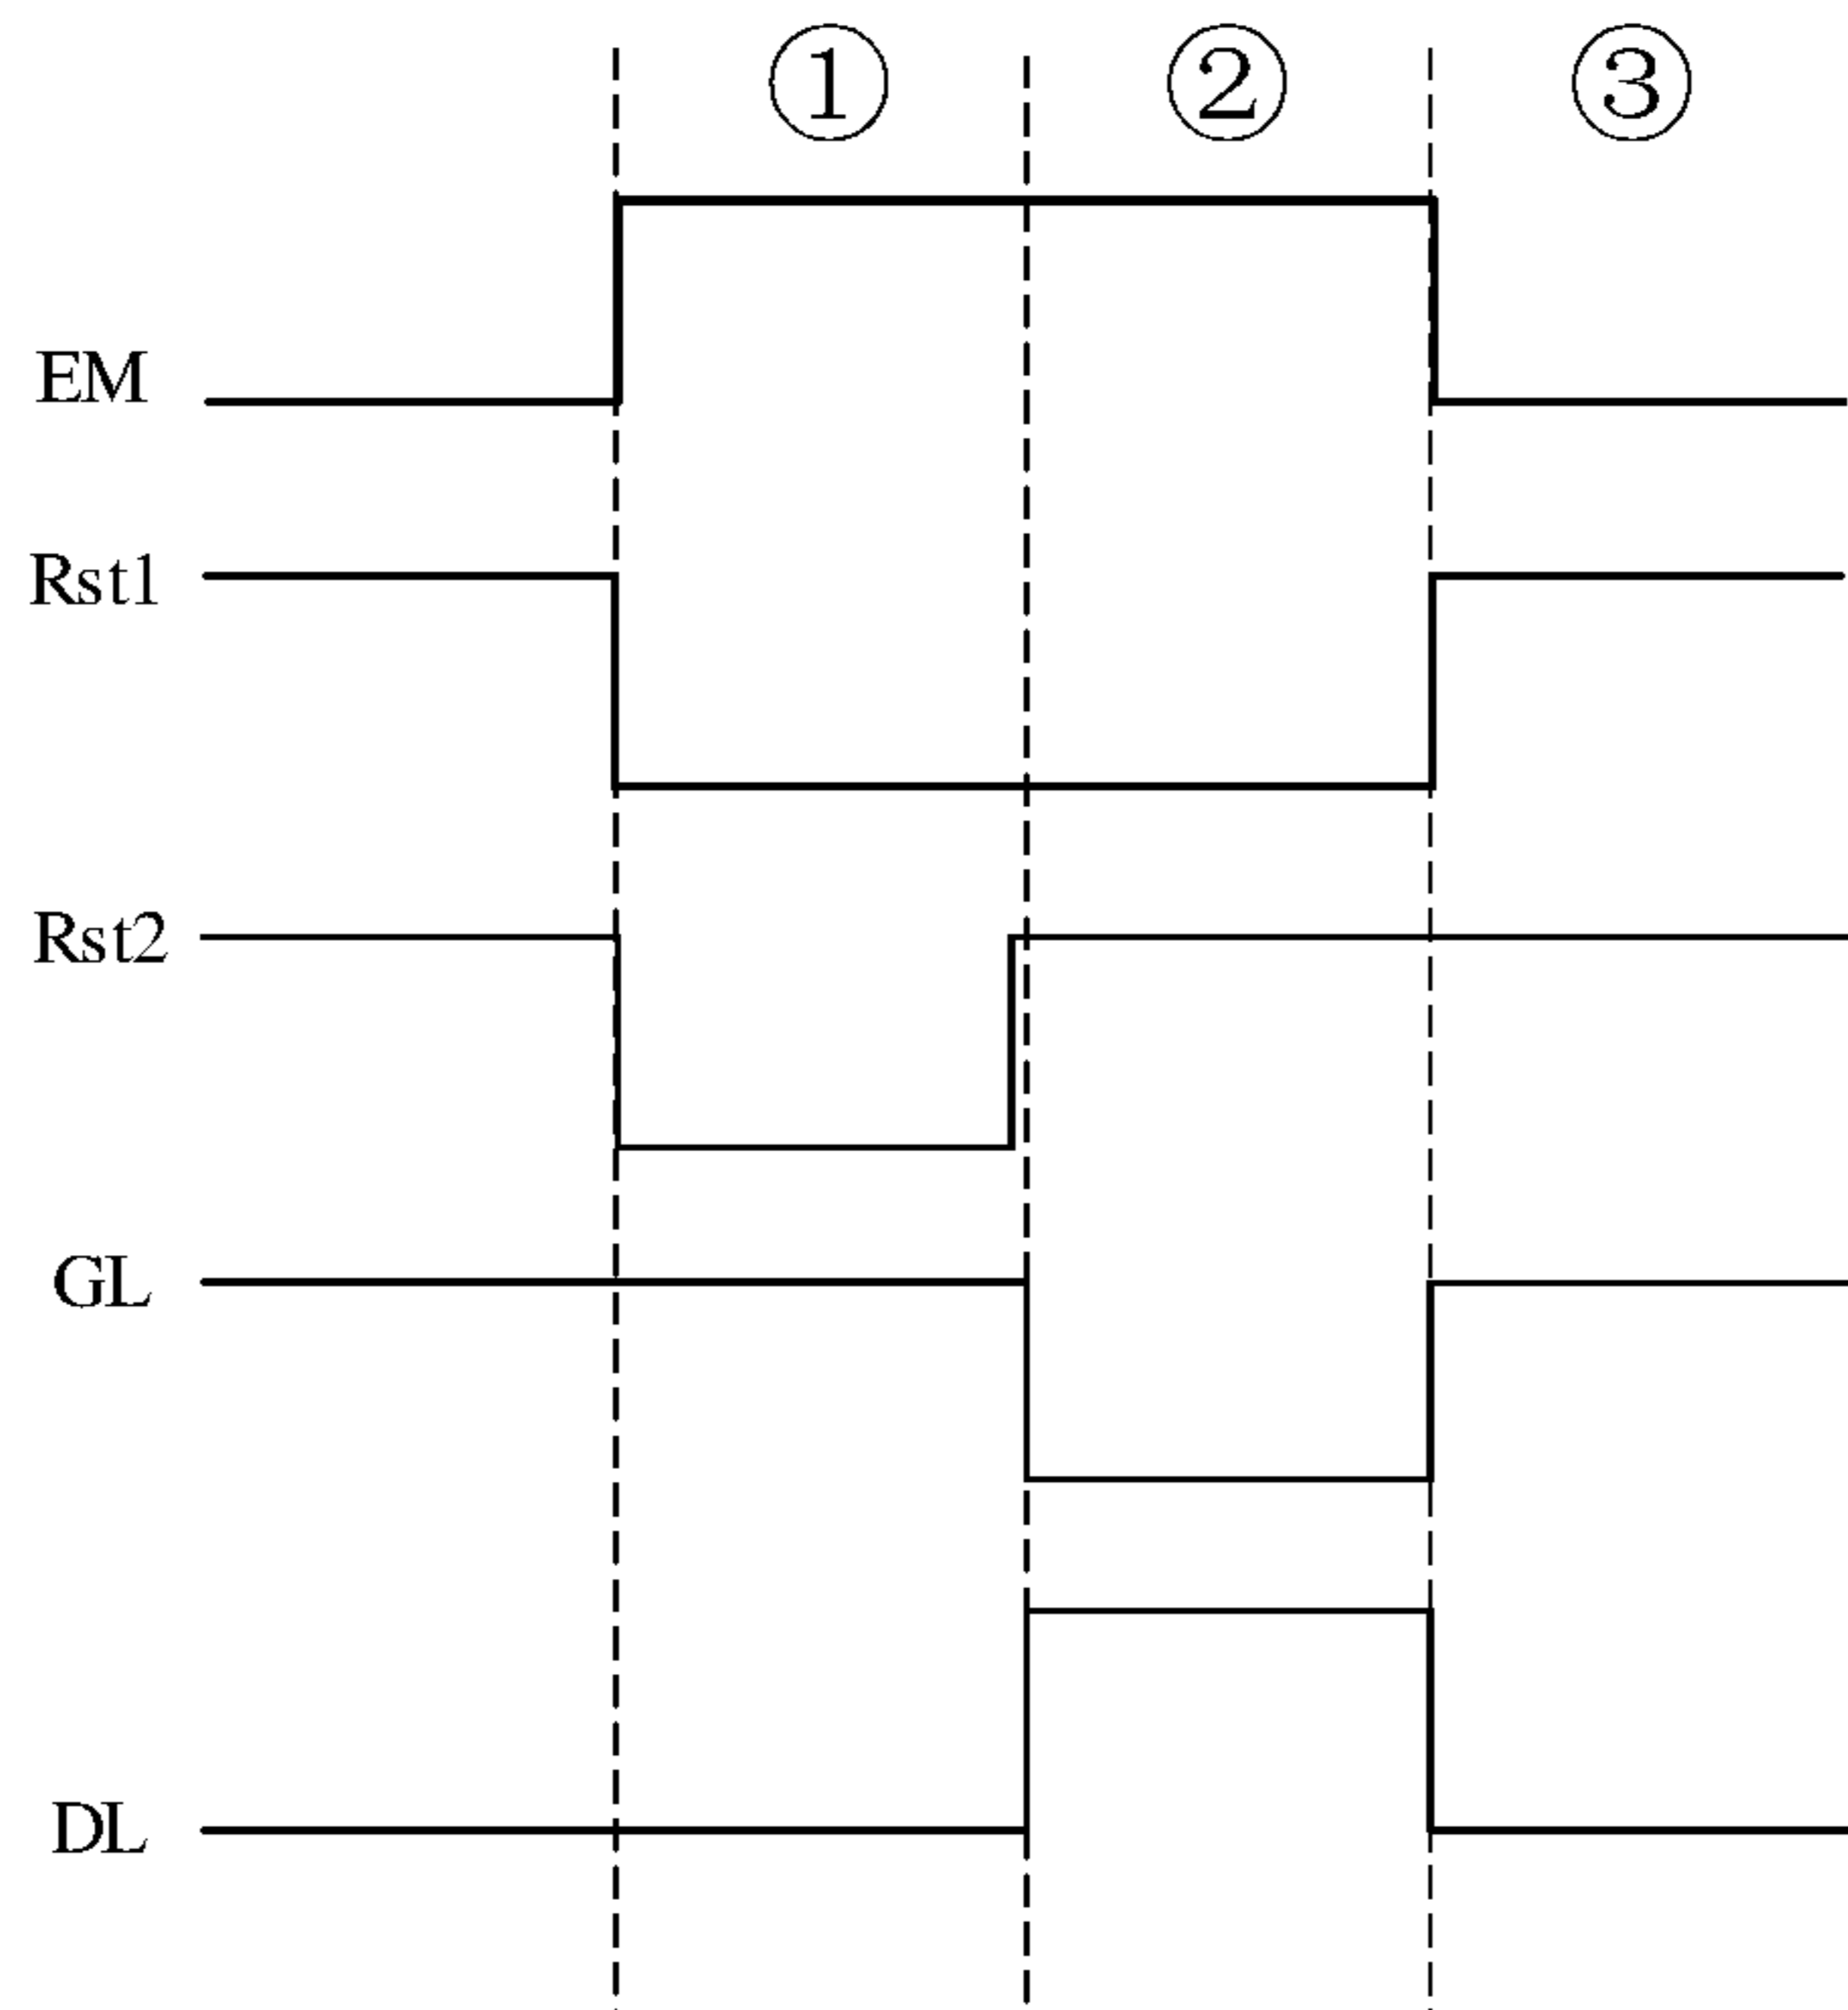 ① ② ③
EM
Rst1
Rst2
GL
DL